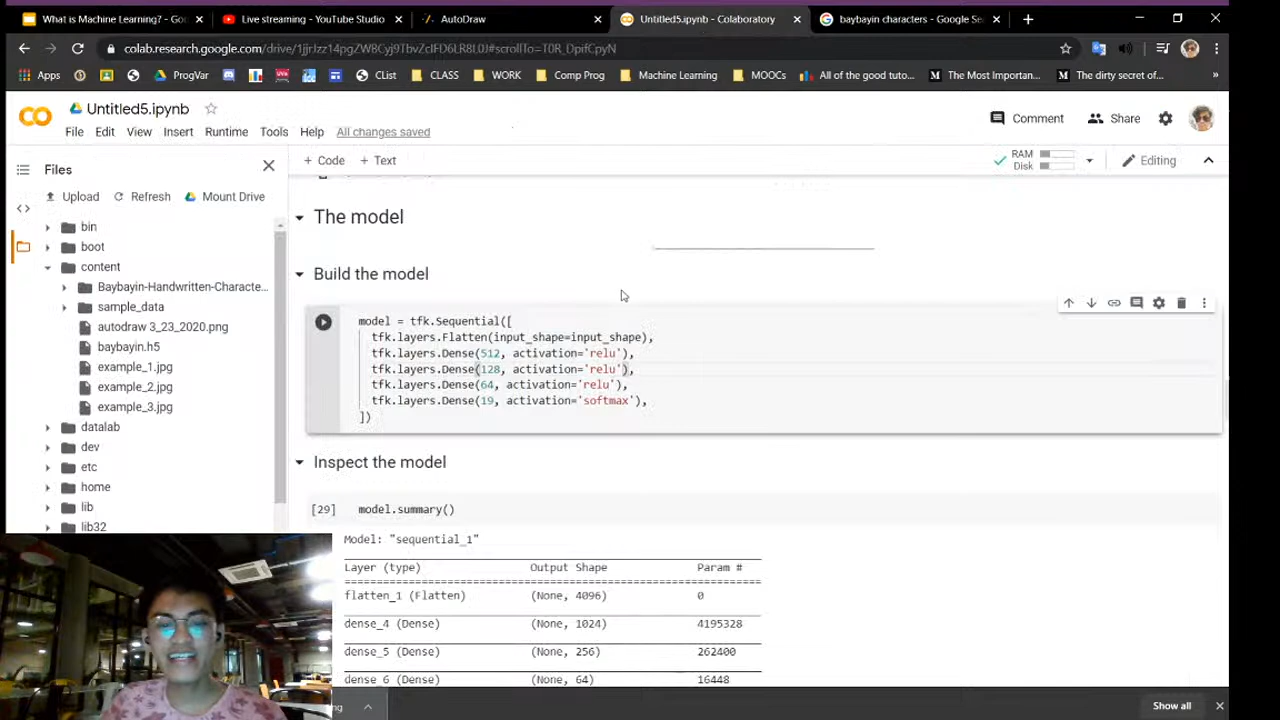 What is Machine Learning? - Go
Live streaming - YouTube Studio
AutoDraw
Untitled5.ipynb - Colaboratory
baybayin characters - Google Se
colab.research.google.com
Apps
ProgVar
CList
CLASS
WORK
Comp Prog
Machine Learning
MOOCs
All of the good tuto...
The Most Importan...
The dirty secret of...
Untitled5.ipynb
File Edit View Insert Runtime Tools Help All changes saved
Comment
Share
Files
+ Code + Text
RAM
Disk
Editing
Upload Refresh Mount Drive
bin
boot
content
Baybayin-Handwritten-Characte...
sample_data
autodraw 3_23_2020.png
baybayin.h5
example_1.jpg
example_2.jpg
example_3.jpg
datalab
dev
etc
home
lib
lib32
The model
Build the model
model = tfk.Sequential([
tfk.layers.Flatten(input_shape=input_shape),
tfk.layers.Dense(512, activation='relu'),
tfk.layers.Dense(128, activation='relu'),
tfk.layers.Dense(64, activation='relu'),
tfk.layers.Dense(19, activation='softmax'),
])
Inspect the model
[29] model.summary()
Model: "sequential_1"
Layer (type) Output Shape Param #
=================================================================
flatten_1 (Flatten) (None, 4096) 0
dense_4 (Dense) (None, 1024) 4195328
dense_5 (Dense) (None, 256) 262400
dense_6 (Dense) (None, 64) 16448
ng
Show all